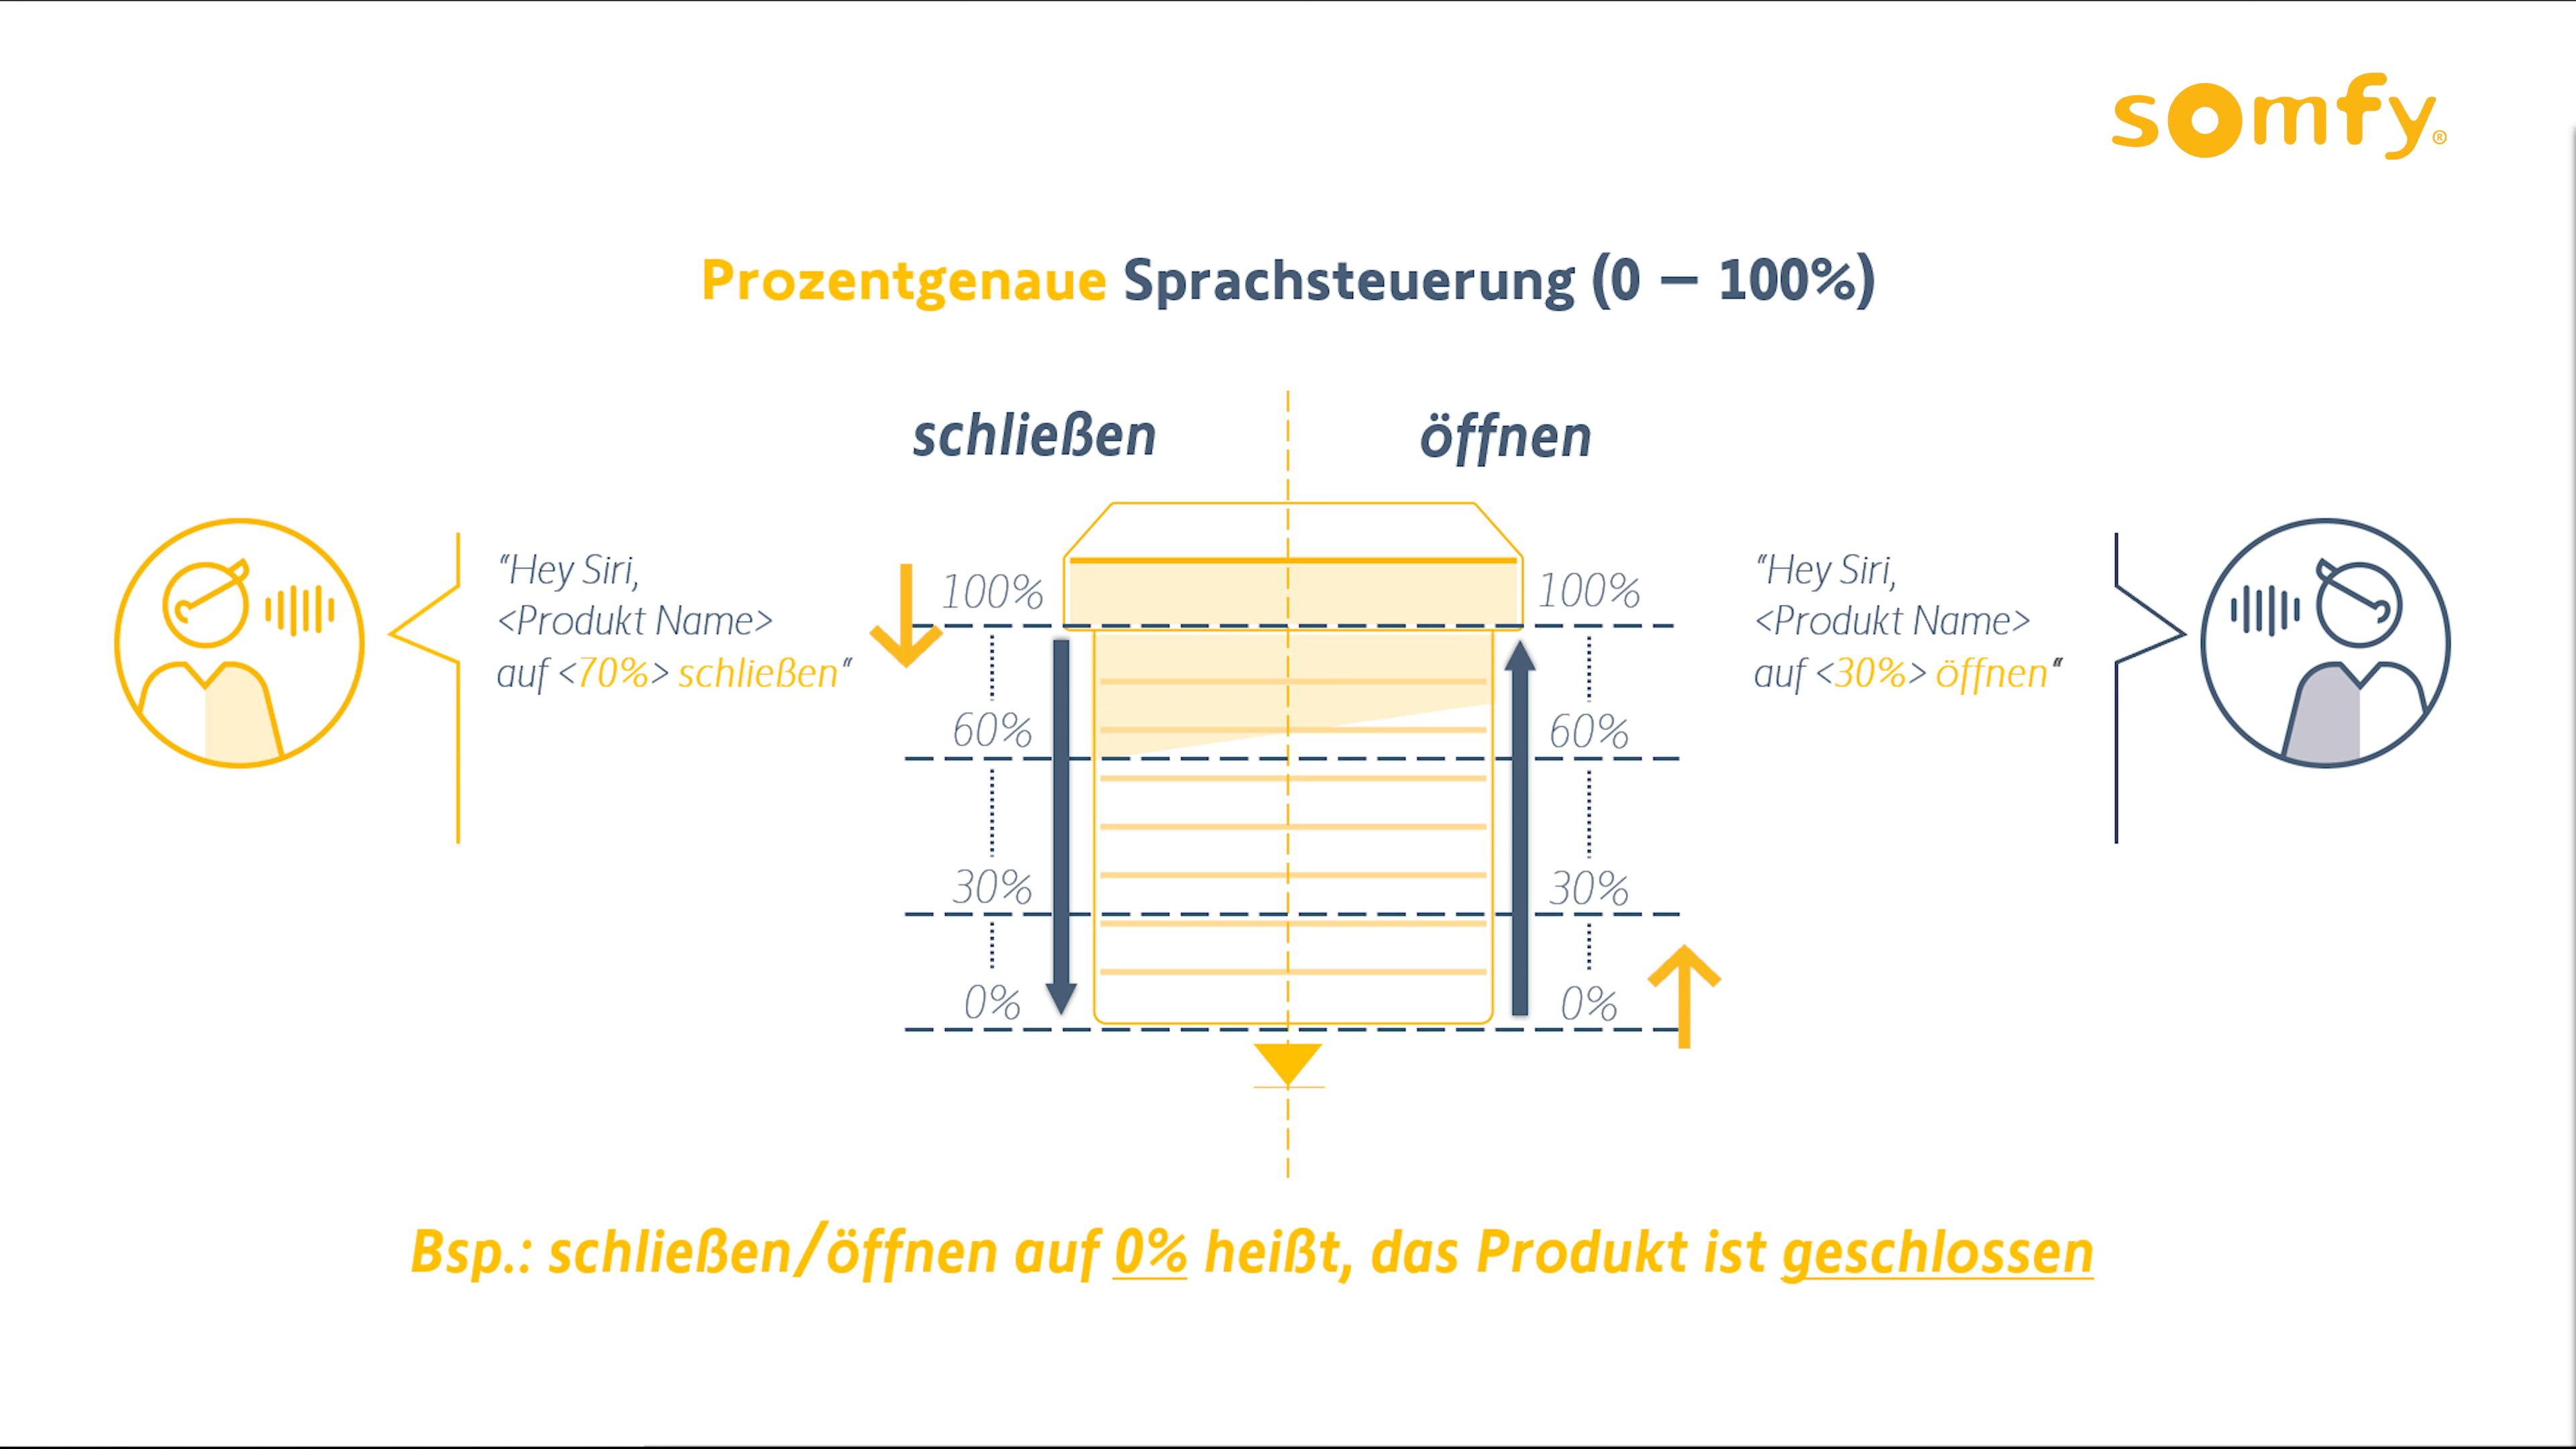 somfy®
Prozentgenaue Sprachsteuerung (0 – 100%)
schließen
öffnen
“Hey Siri,
<Produkt Name>
auf <70%> schließen“
100%
60%
30%
0%
100%
60%
30%
0%
“Hey Siri,
<Produkt Name>
auf <30%> öffnen“
Bsp.: schließen/öffnen auf 0% heißt, das Produkt ist geschlossen